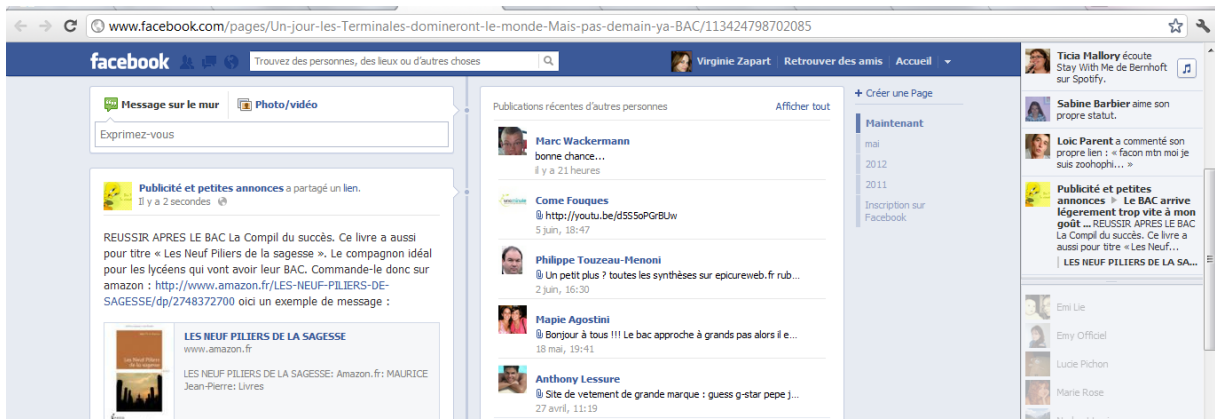 www.facebook.com/pages/Un-jour-les-Terminales-domineront-le-monde-Mais-pas-demain-ya-BAC/113424798702085
facebook
Trouvez des personnes, des lieux ou d'autres choses
Virginie Zapart
Retrouver des amis
Accueil
Message sur le mur
Photo/vidéo
Exprimez-vous
Publicité et petites annonces a partagé un lien.
Il y a 2 secondes
REUSSIR APRES LE BAC La Compil du succès. Ce livre a aussi
pour titre « Les Neuf Piliers de la sagesse ». Le compagnon idéal
pour les lycéens qui vont avoir leur BAC. Commande-le donc sur
amazon : http://www.amazon.fr/LES-NEUF-PILIERS-DE-
SAGESSE/dp/2748372700 oici un exemple de message :
Les Neuf Piliers
de la sagesse
LES NEUF PILIERS DE LA SAGESSE
www.amazon.fr
LES NEUF PILIERS DE LA SAGESSE: Amazon.fr: MAURICE
Jean-Pierre: Livres
Publications récentes d'autres personnes
Afficher tout
Marc Wackermann
bonne chance...
il y a 21 heures
Come Fouques
http://youtu.be/d5S5oPGrBUw
5 juin, 18:47
Philippe Touzeau-Menoni
Un petit plus ? toutes les synthèses sur epicureweb.fr rub...
2 juin, 16:30
Mapie Agostini
Bonjour à tous !!! Le bac approche à grands pas alors il e...
18 mai, 19:41
Anthony Lessure
Site de vetement de grande marque : guess g-star pepe j...
27 avril, 11:19
+ Créer une Page
Maintenant
mai
2012
2011
Inscription sur
Facebook
Ticia Mallory écoute
Stay With Me de Bernhoft
sur Spotify.
Sabine Barbier aime son
propre statut.
Loic Parent a commenté son
propre lien : « facon mtn moi je
suis zoohophi... »
Publicité et petites
annonces ▶ Le BAC arrive
légerement trop vite à mon
goût ... REUSSIR APRES LE BAC
La Compil du succès. Ce livre a
aussi pour titre « Les Neuf...
LES NEUF PILIERS DE LA SA...
Emi Lie
Emy Officiel
Lucie Pichon
Marie Rose